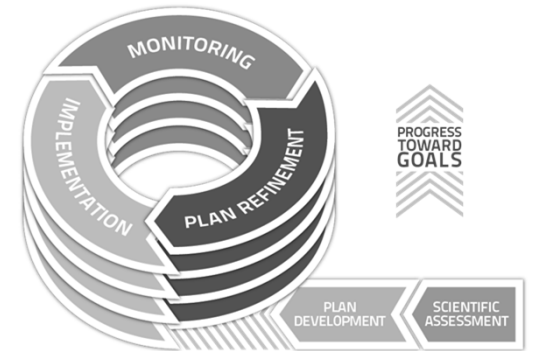 MONITORING
IMPLEMENTATION
PLAN REFINEMENT
PROGRESS
TOWARD
GOALS
PLAN
DEVELOPMENT
SCIENTIFIC
ASSESSMENT